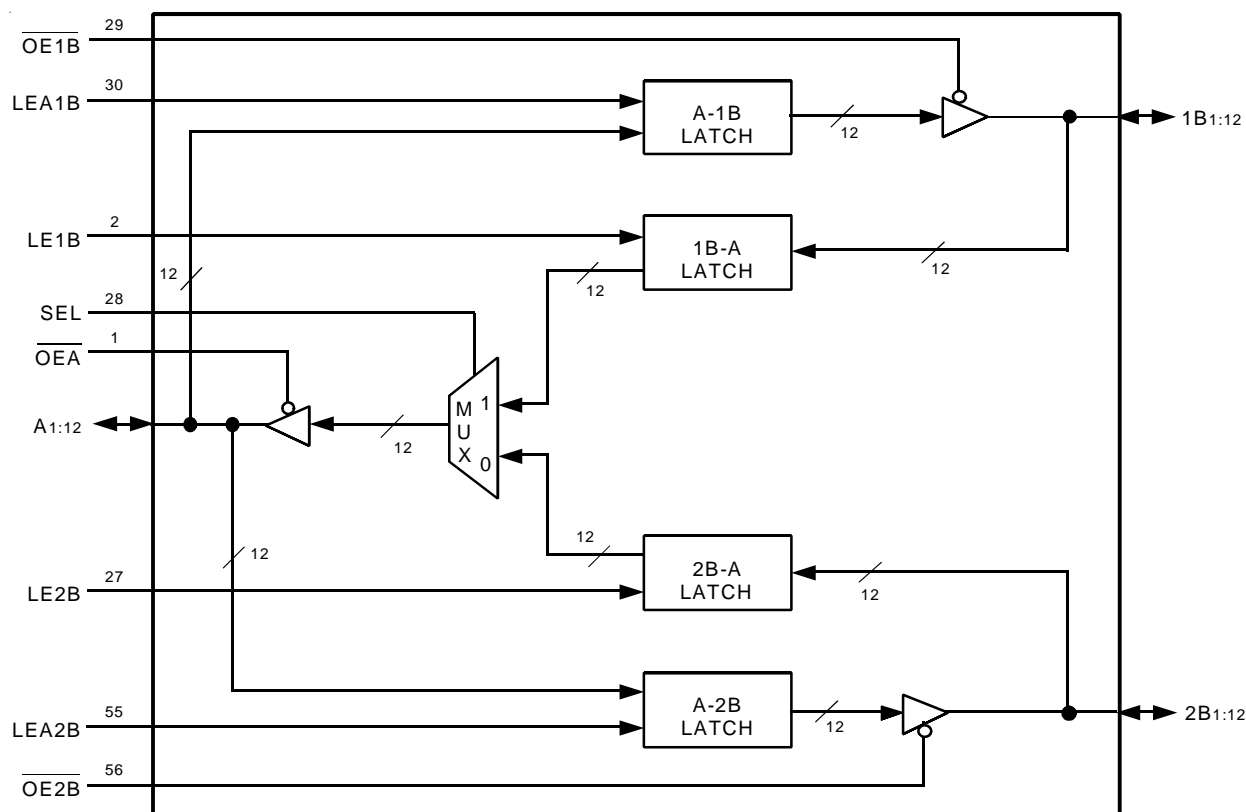 29
OE1B
30
LEA1B
A-1B
LATCH
12
1B1:12
2
LE1B
1B-A
LATCH
12
12
12
28
SEL
1
OEA
A1:12
12
M
U
X
1
0
12
12
2B-A
LATCH
12
27
LE2B
A-2B
LATCH
12
2B1:12
55
LEA2B
56
OE2B